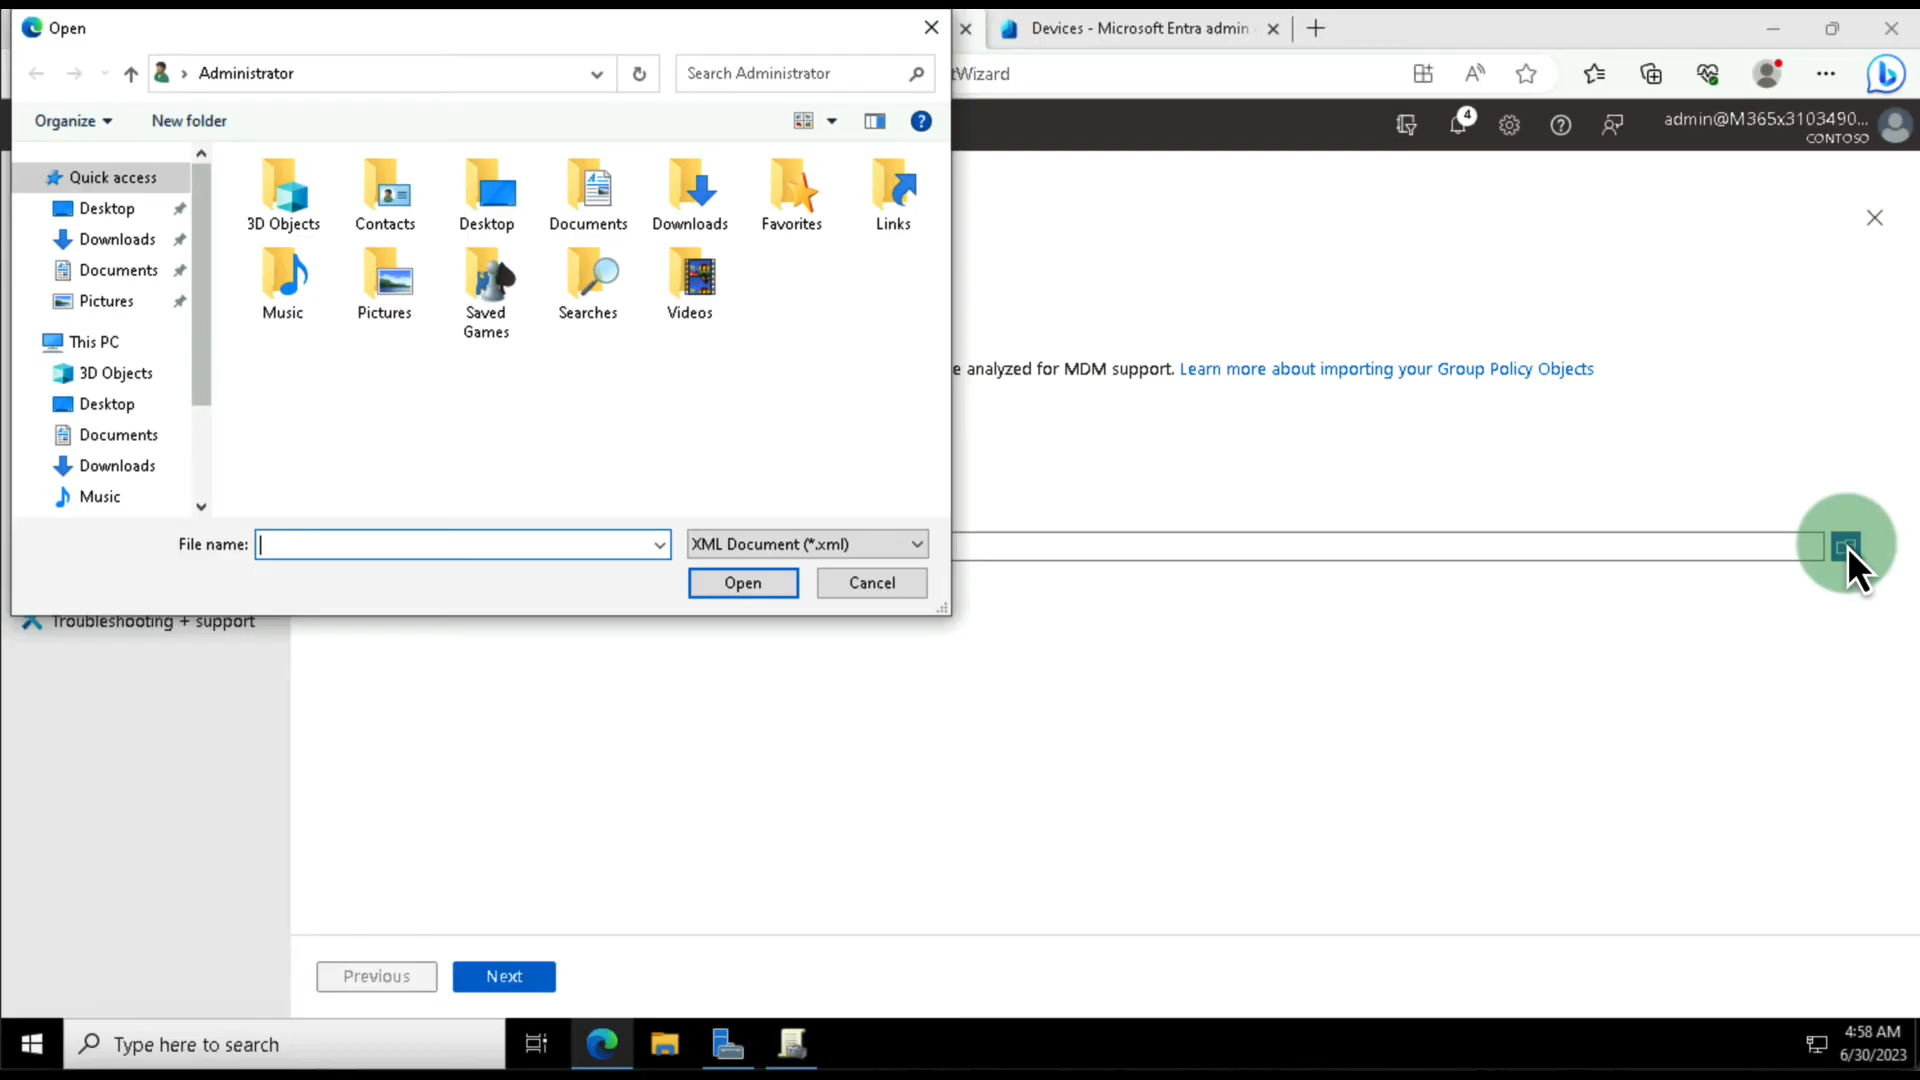 Open
Devices - Microsoft Entra admin
Administrator
Search Administrator
tWizard
Organize
New folder
4
admin@M365x3103490...
CONTOSO
Quick access
Desktop
Downloads
Documents
Pictures
This PC
3D Objects
Desktop
Documents
Downloads
Music
3D Objects
Contacts
Desktop
Documents
Downloads
Favorites
Links
Music
Pictures
Saved
Games
Searches
Videos
e analyzed for MDM support. Learn more about importing your Group Policy Objects
File name:
XML Document (*.xml)
Open
Cancel
Troubleshooting + support
Previous
Next
Type here to search
4:58 AM
6/30/2023